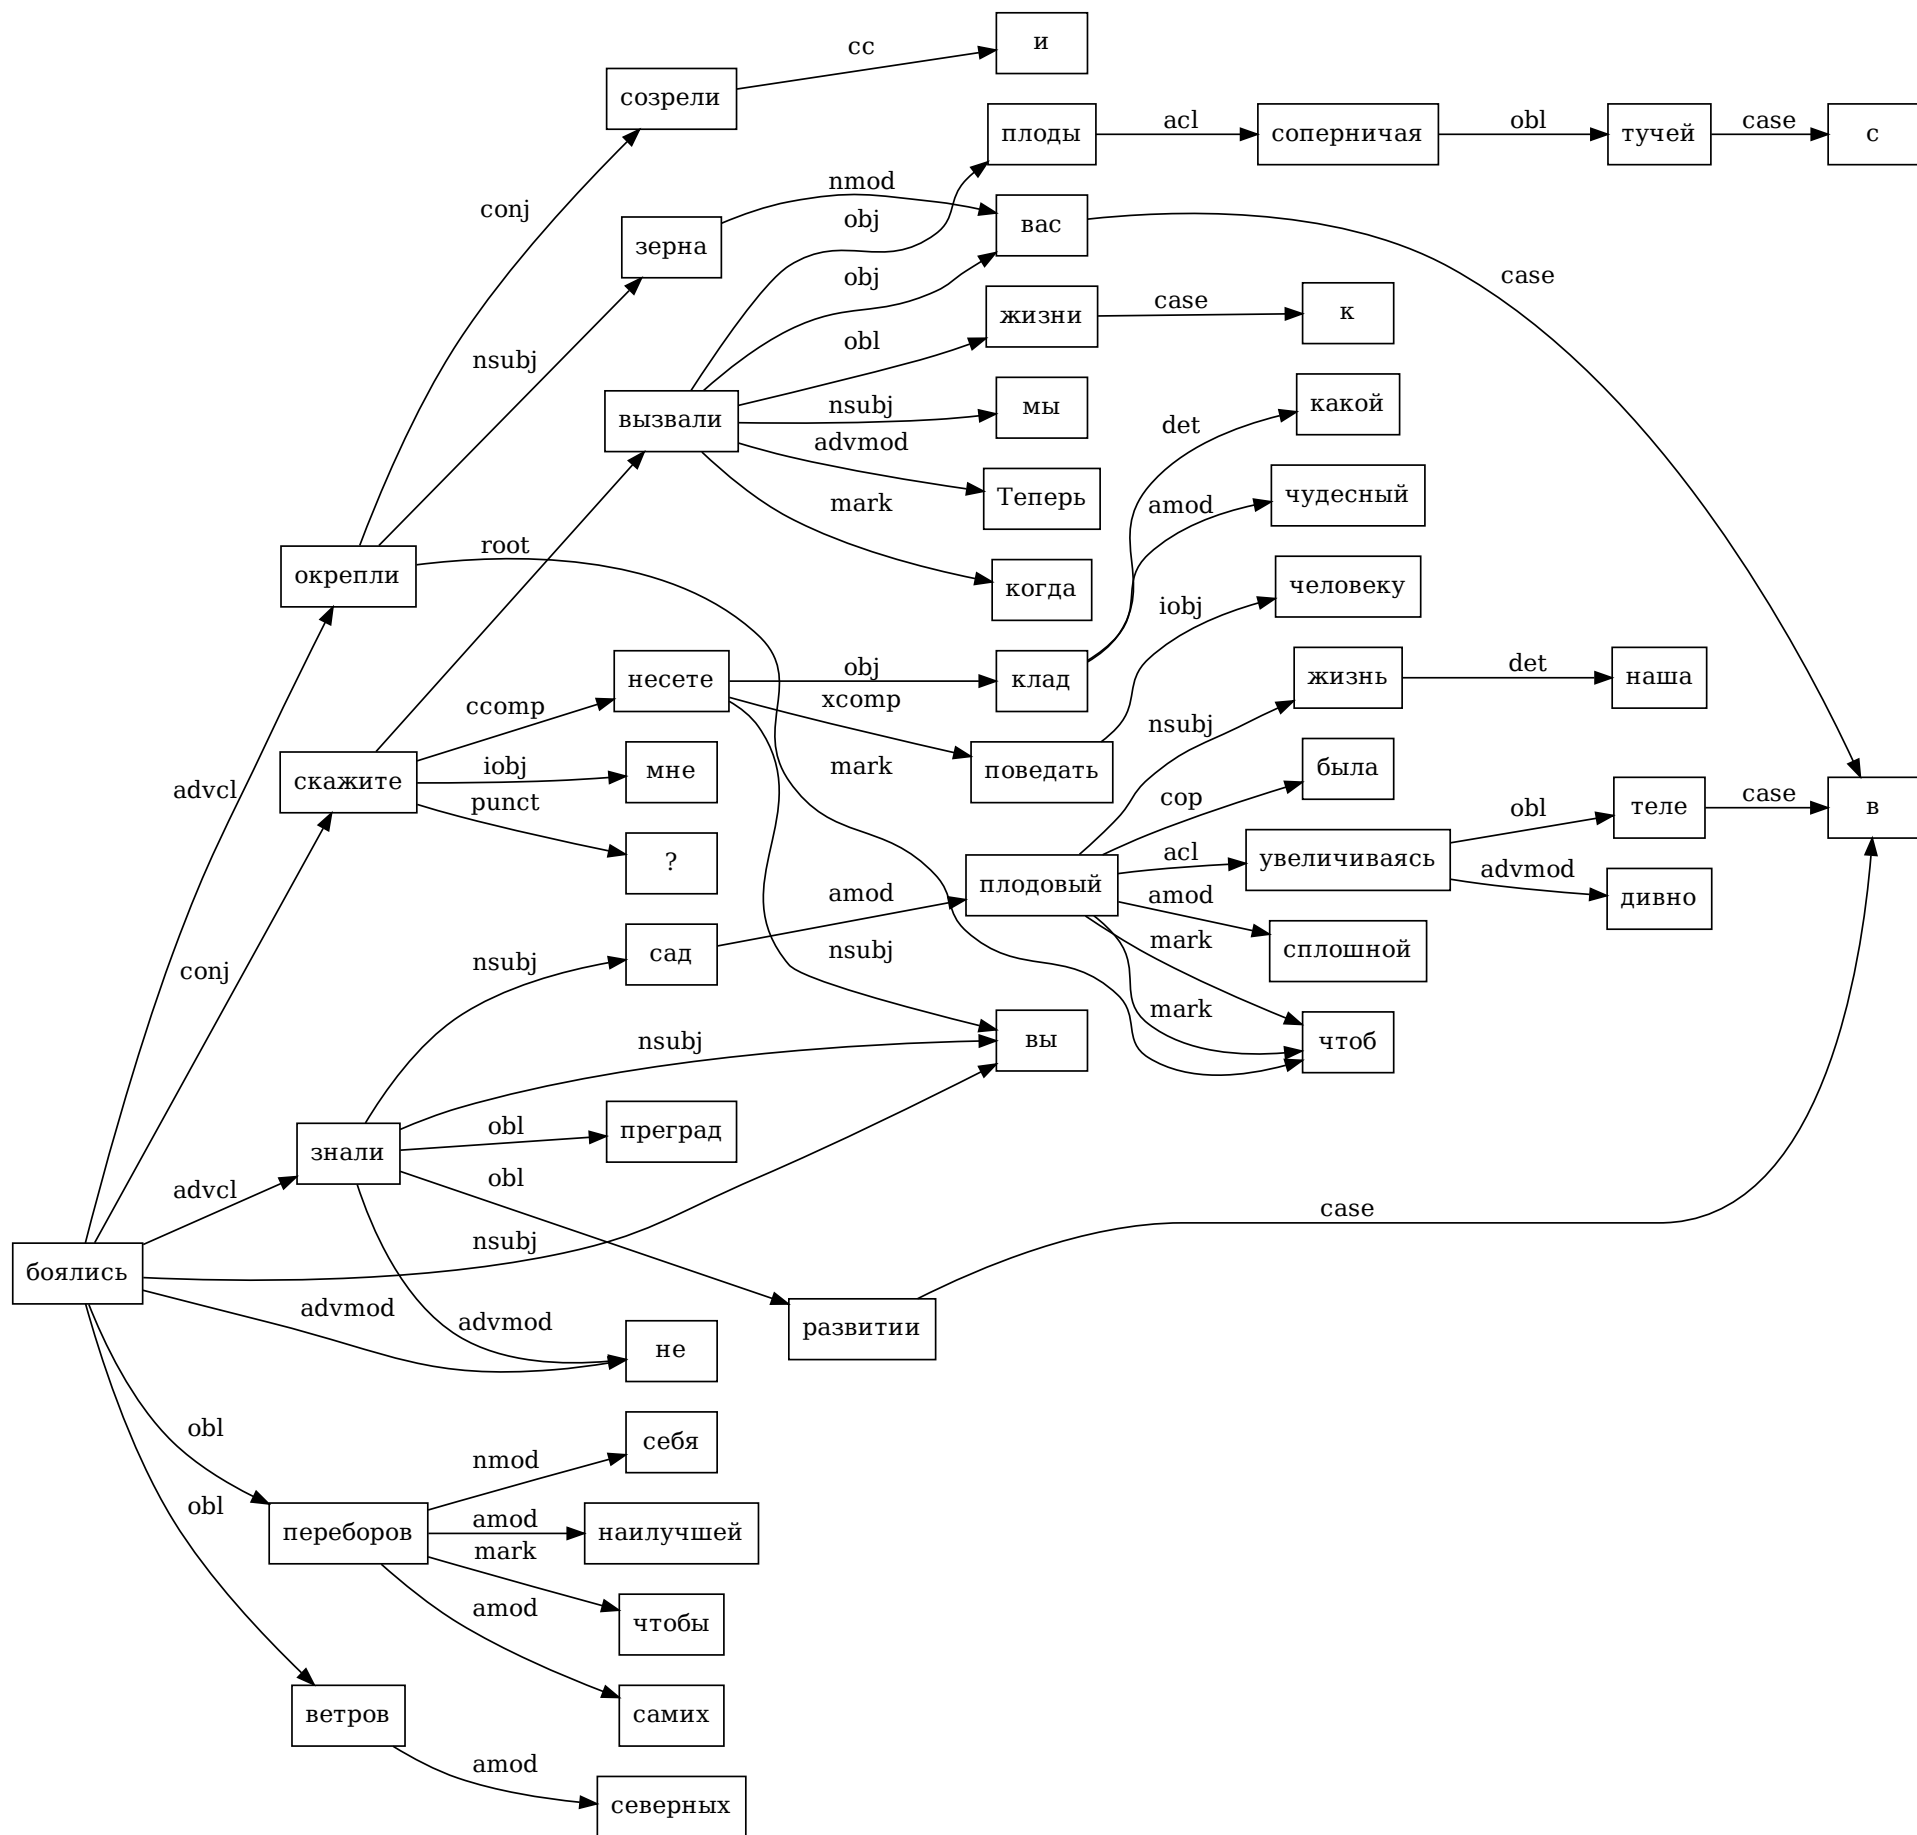 и
cc
созрели
плоды
acl
соперничая
obl
тучей
case
с
nmod
conj
obj
вас
зерна
obj
case
жизни
case
к
nsubj
obl
какой
вызвали
nsubj
мы
det
advmod
Теперь
чудесный
mark
amod
root
окрепли
когда
человеку
iobj
несете
obj
клад
жизнь
det
наша
xcomp
ccomp
nsubj
скажите
iobj
мне
mark
поведать
была
advcl
punct
cop
obl
теле
case
в
?
acl
увеличиваясь
плодовый
advmod
amod
amod
дивно
сад
mark
сплошной
nsubj
nsubj
conj
mark
чтоб
nsubj
вы
obl
преград
знали
advcl
obl
case
nsubj
боялись
advmod
advmod
не
развитии
obl
себя
nmod
obl
переборов
amod
наилучшей
mark
amod
чтобы
ветров
самих
amod
северных